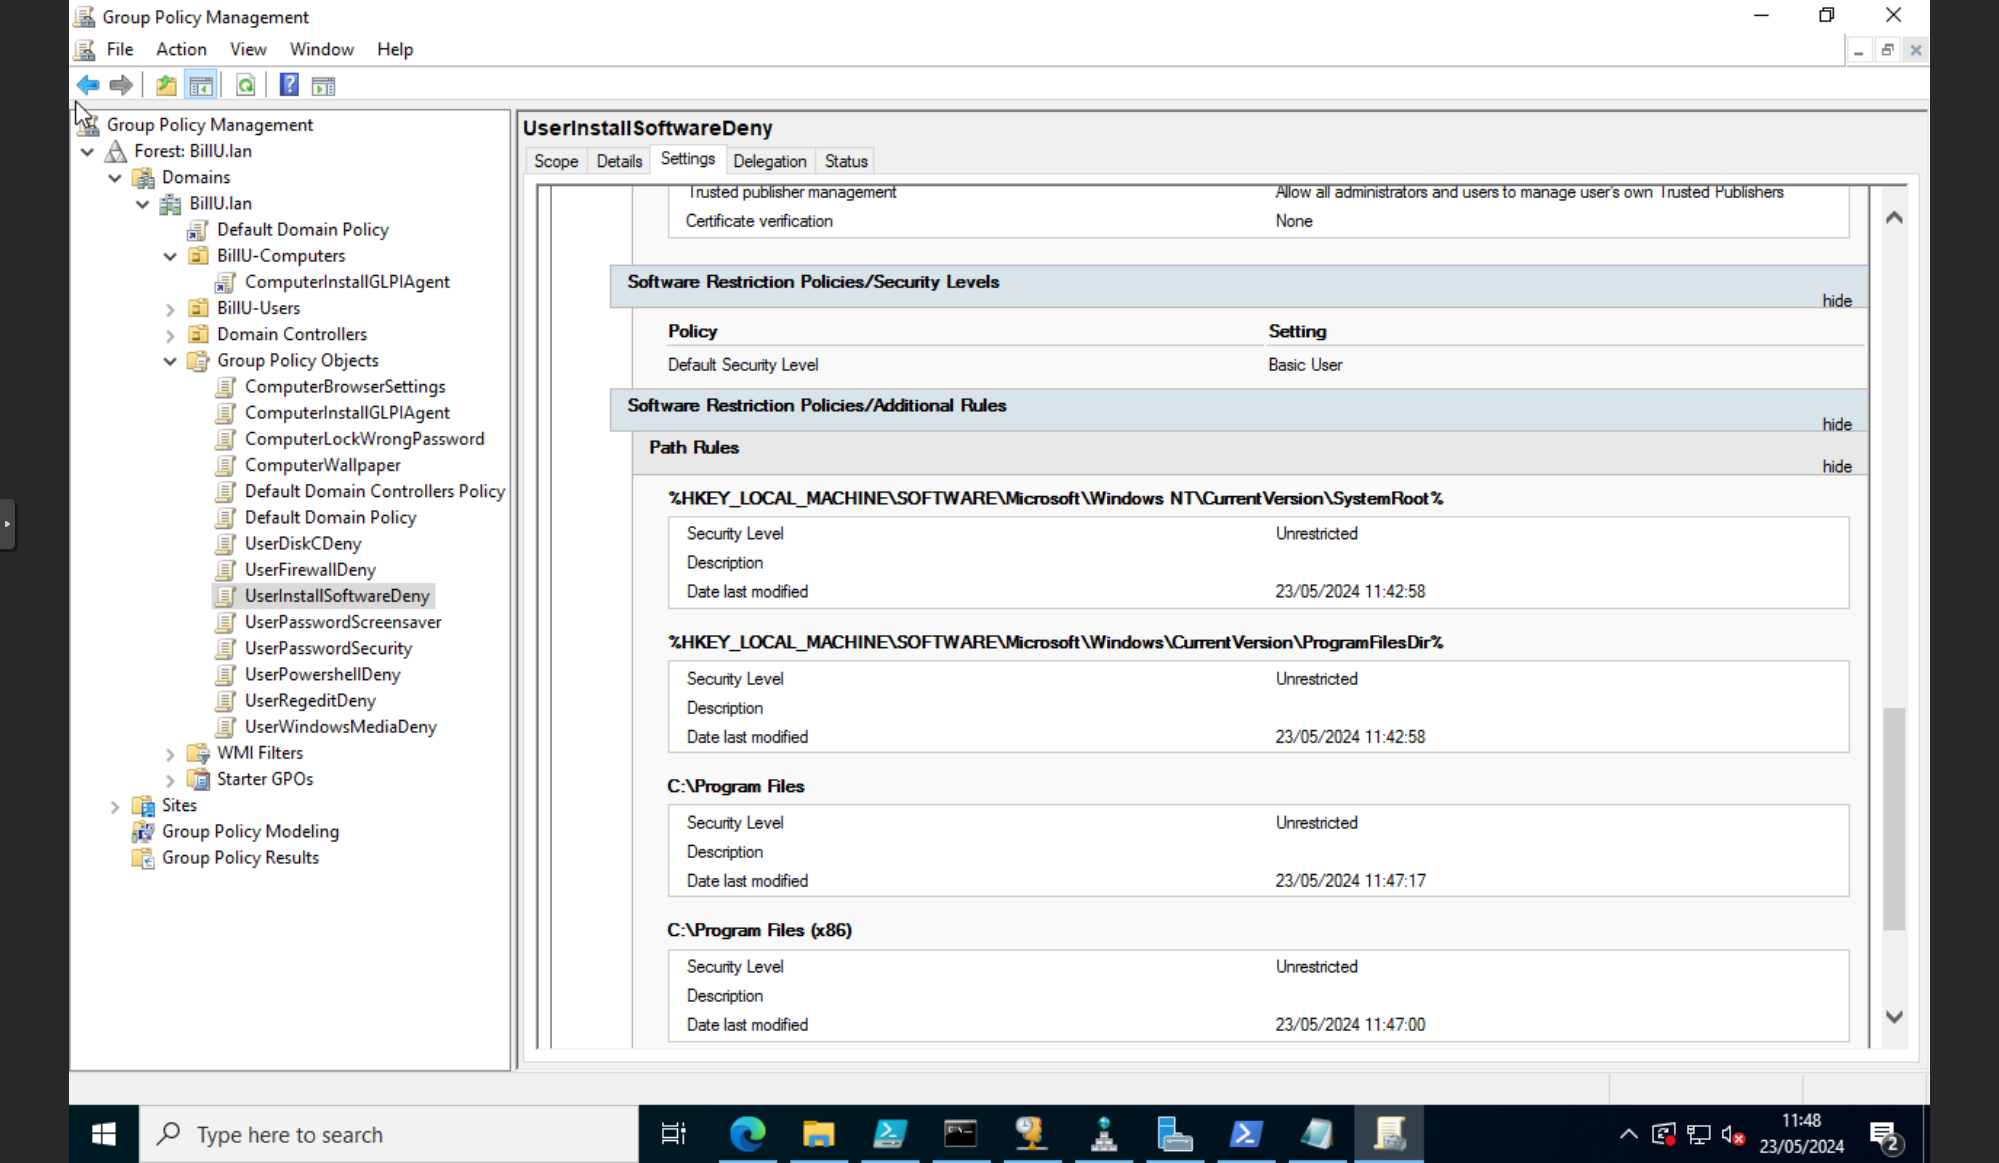 Group Policy Management
File Action View Window Help
Group Policy Management
Forest: BillU.lan
Domains
BillU.lan
Default Domain Policy
BillU-Computers
ComputerInstallGLPIAgent
BillU-Users
Domain Controllers
Group Policy Objects
ComputerBrowserSettings
ComputerInstallGLPIAgent
ComputerLockWrongPassword
ComputerWallpaper
Default Domain Controllers Policy
Default Domain Policy
UserDiskCDeny
UserFirewallDeny
UserInstallSoftwareDeny
UserPasswordScreensaver
UserPasswordSecurity
UserPowershellDeny
UserRegeditDeny
UserWindowsMediaDeny
WMI Filters
Starter GPOs
Sites
Group Policy Modeling
Group Policy Results
UserInstallSoftwareDeny
Scope Details Settings Delegation Status
Trusted publisher management Allow all administrators and users to manage user's own Trusted Publishers
Certificate verification None
Software Restriction Policies/Security Levels
hide
Policy Setting
Default Security Level Basic User
Software Restriction Policies/Additional Rules
hide
Path Rules
hide
%HKEY_LOCAL_MACHINE\SOFTWARE\Microsoft\Windows NT\CurrentVersion\SystemRoot%
Security Level Unrestricted
Description
Date last modified 23/05/2024 11:42:58
%HKEY_LOCAL_MACHINE\SOFTWARE\Microsoft\Windows\CurrentVersion\ProgramFilesDir%
Security Level Unrestricted
Description
Date last modified 23/05/2024 11:42:58
C:\Program Files
Security Level Unrestricted
Description
Date last modified 23/05/2024 11:47:17
C:\Program Files (x86)
Security Level Unrestricted
Description
Date last modified 23/05/2024 11:47:00
Type here to search
11:48
23/05/2024
2